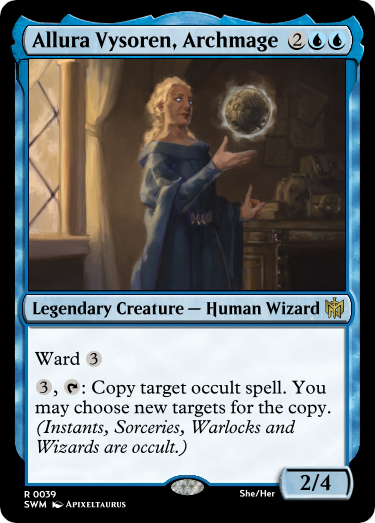 Allura Vysoren, Archmage 2
Legendary Creature — Human Wizard
Ward 3
3, : Copy target occult spell. You
may choose new targets for the copy.
(Instants, Sorceries, Warlocks and
Wizards are occult.)
2/4
R 0039
SWM Apixeltaurus
She/Her